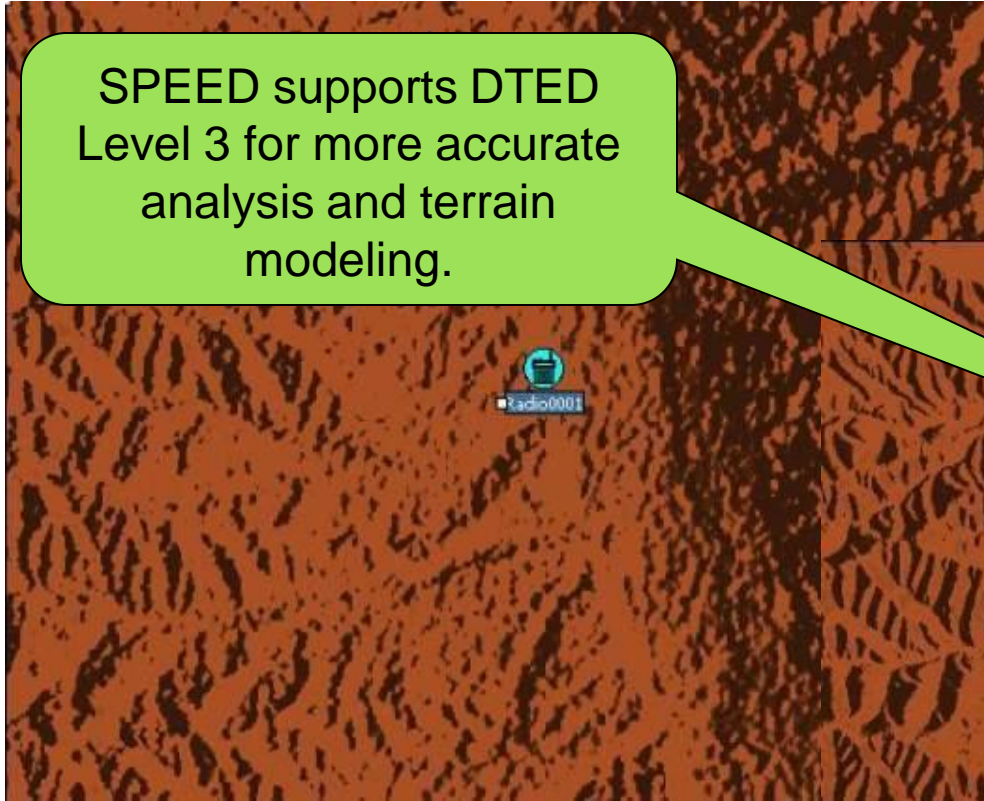 SPEED supports DTED
Level 3 for more accurate
analysis and terrain
modeling.
Radio0001